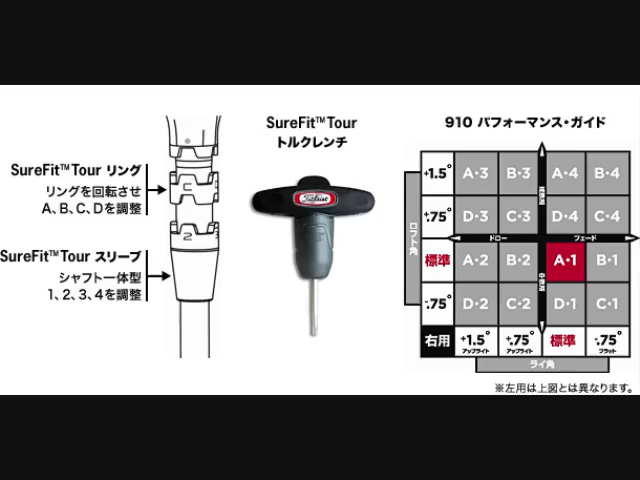 SureFit™Tour リング
リングを回転させ
A、B、C、Dを調整
SureFit™Tour スリーブ
シャフト一体型
1、2、3、4を調整
C
2
SureFit™Tour
トルクレンチ
Titleist
910 パフォーマンス・ガイド
ロフト角
+1.5° A・3 B・3 A・4 B・4
+.75° D・3 C・3 D・4 C・4
ドロー フェード
標準 A・2 B・2 A・1 B・1
-.75° D・2 C・2 D・1 C・1
右用 +1.5° アップライト +.75° アップライト 標準 -.75° フラット
ライ角
※左用は上図とは異なります。